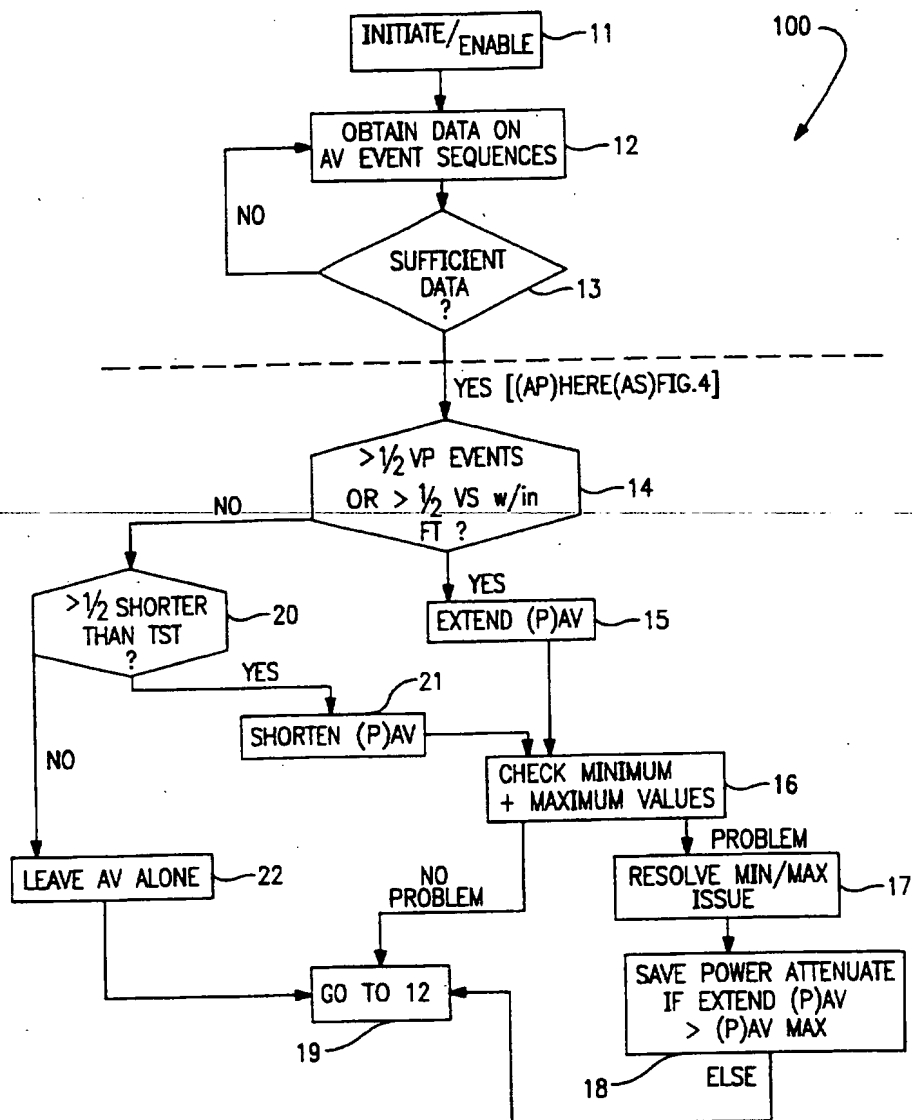 INITIATE/ENABLE
11
100
OBTAIN DATA ON
AV EVENT SEQUENCES
12
NO
SUFFICIENT
DATA
?
13
YES [(AP)HERE(AS)FIG.4]
>1/2 VP EVENTS
OR > 1/2 VS w/in
FT ?
14
NO
YES
>1/2 SHORTER
THAN TST
?
20
EXTEND (P)AV
15
YES
21
SHORTEN (P)AV
NO
CHECK MINIMUM
+ MAXIMUM VALUES
16
PROBLEM
LEAVE AV ALONE
22
NO
PROBLEM
RESOLVE MIN/MAX
ISSUE
17
GO TO 12
19
SAVE POWER ATTENUATE
IF EXTEND (P)AV
> (P)AV MAX
18
ELSE